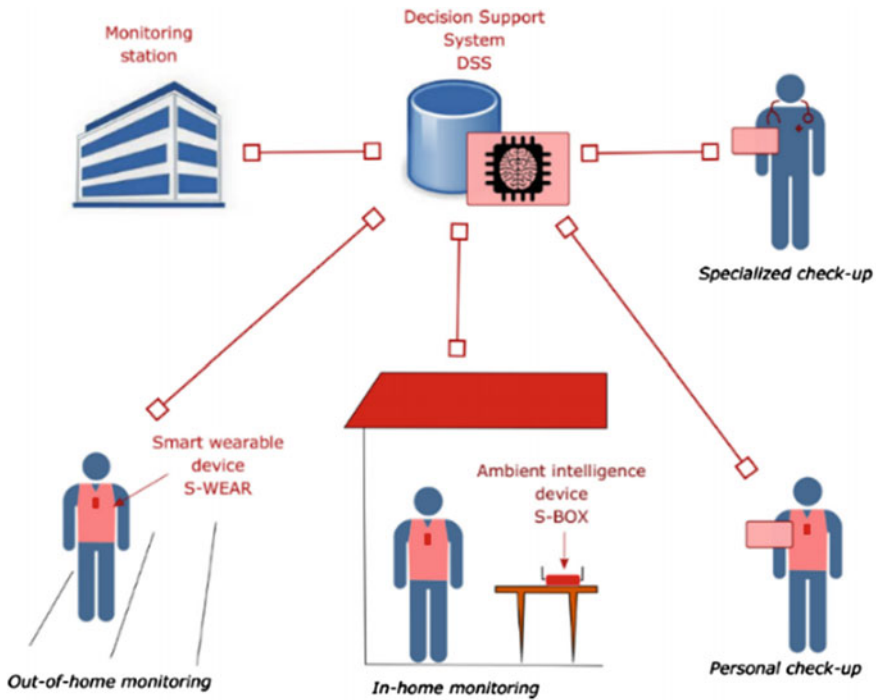 Monitoring
station
Decision Support
System
DSS
Specialized check-up
Smart wearable
device
S-WEAR
Ambient intelligence
device
S-BOX
Out-of-home monitoring
In-home monitoring
Personal check-up